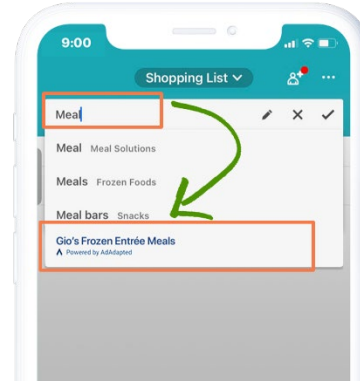 9:00
Shopping List
Meal
Meal Meal Solutions
Meals Frozen Foods
Meal bars Snacks
Gio's Frozen Entrée Meals
Powered by AdAdapted